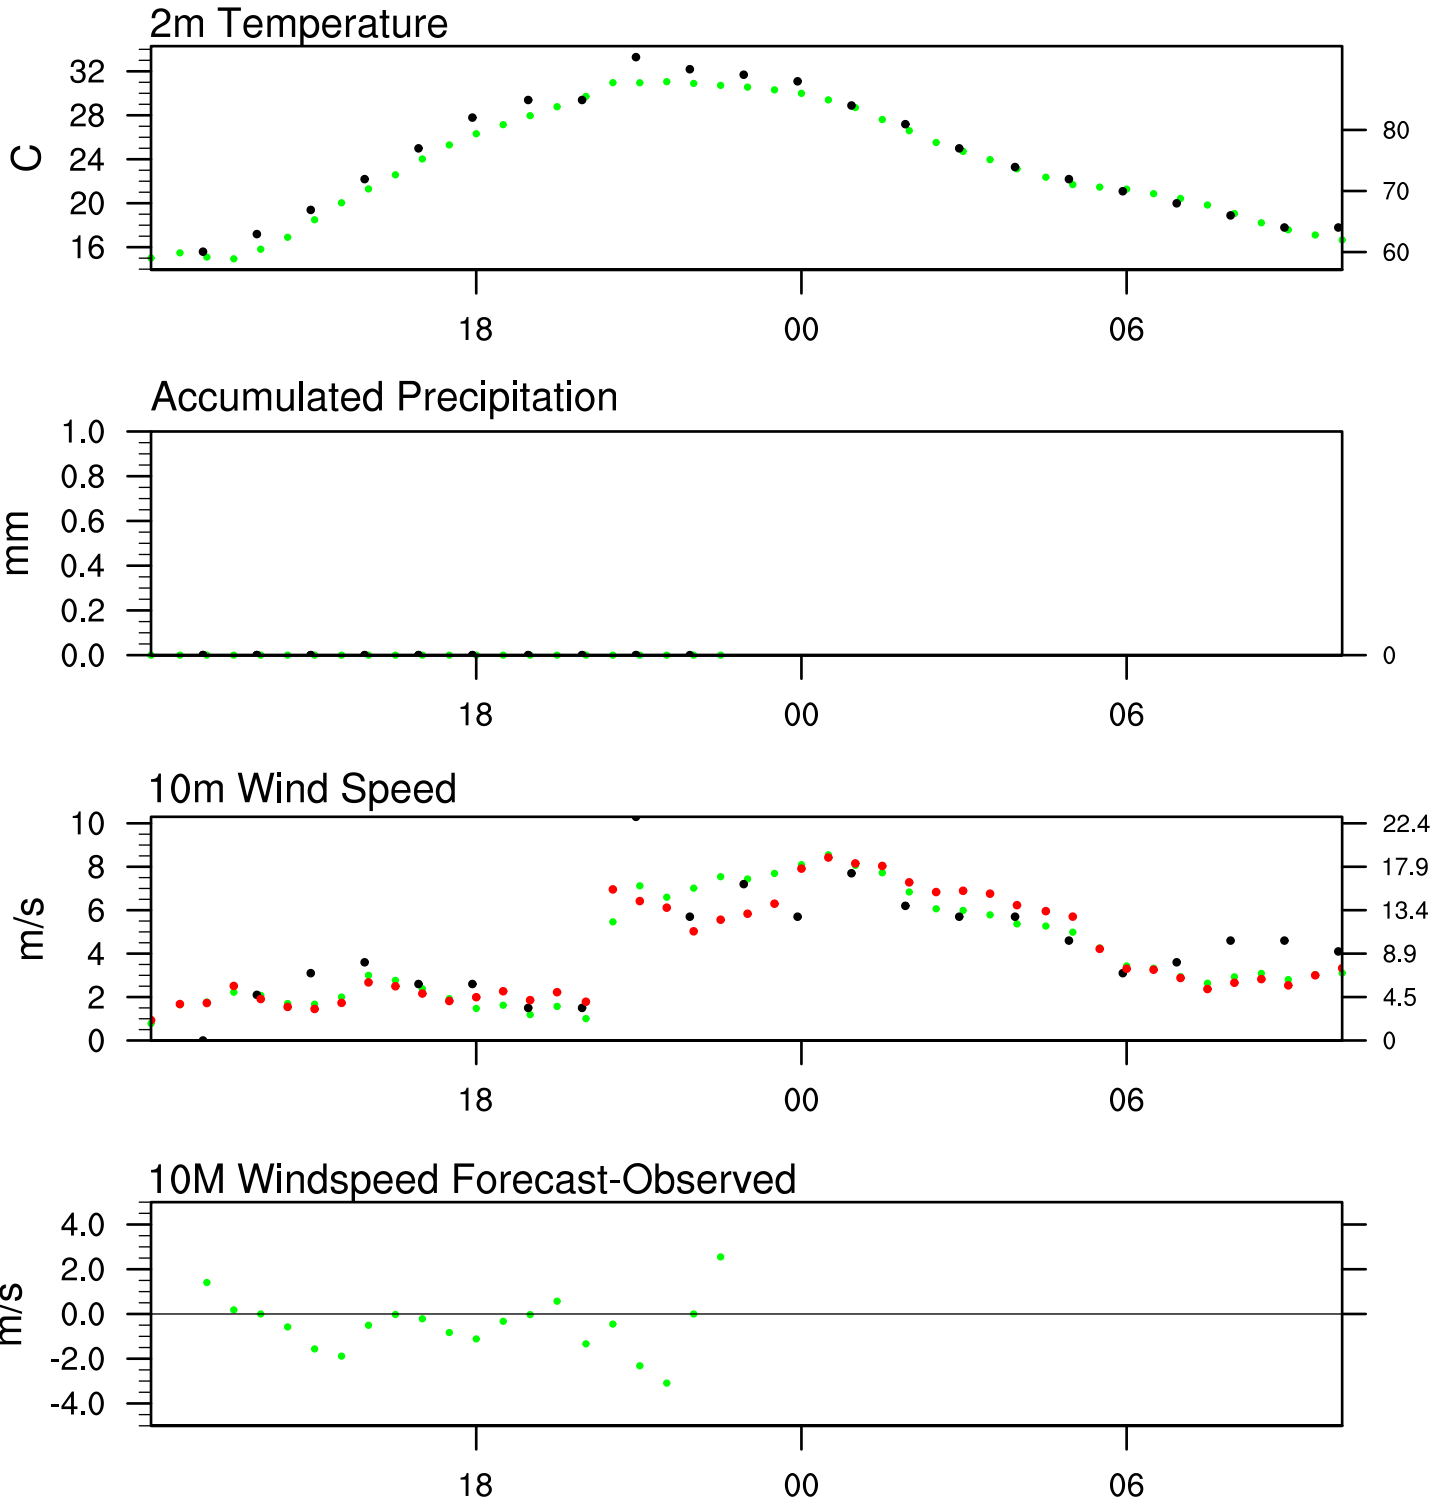 2m Temperature
C
32
28
24
20
16
80
70
60
18 00 06
Accumulated Precipitation
mm
1.0
0.8
0.6
0.4
0.2
0.0
0
18 00 06
10m Wind Speed
m/s
10
8
6
4
2
0
22.4
17.9
13.4
8.9
4.5
0
18 00 06
10M Windspeed Forecast-Observed
m/s
4.0
2.0
0.0
-2.0
-4.0
18 00 06